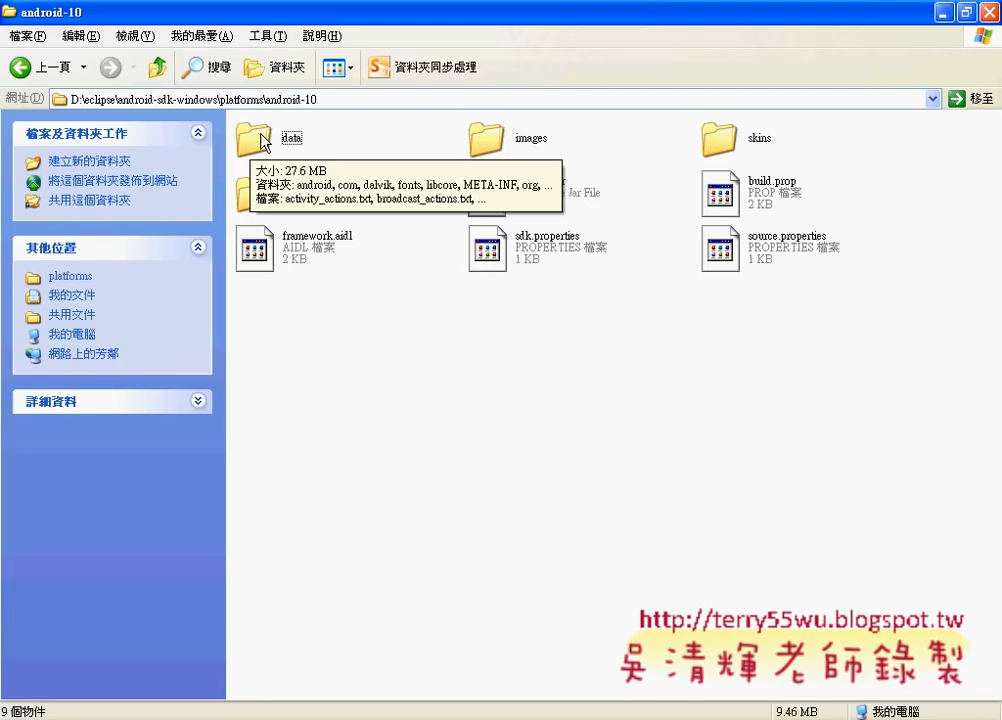 android-10
檔案(F) 編輯(E) 檢視(V) 我的最愛(A) 工具(T) 說明(H)
上一頁 搜尋 資料夾 資料夾同步處理
網址(D) D:\eclipse\android-sdk-windows\platforms\android-10 移至
檔案及資料夾工作
建立新的資料夾
將這個資料夾發佈到網站
共用這個資料夾
其他位置
platforms
我的文件
共用文件
我的電腦
網路上的芳鄰
詳細資料
data
images
skins
大小: 27.6 MB
資料夾: android, com, dalvik, fonts, libcore, META-INF, org, ...
檔案: activity_actions.txt, broadcast_actions.txt, ...
Jar File
build.prop
PROP 檔案
2 KB
framework.aidl
AIDL 檔案
2 KB
sdk.properties
PROPERTIES 檔案
1 KB
source.properties
PROPERTIES 檔案
1 KB
http://terry55wu.blogspot.tw
吳清輝老師錄製
9 個物件 9.46 MB 我的電腦